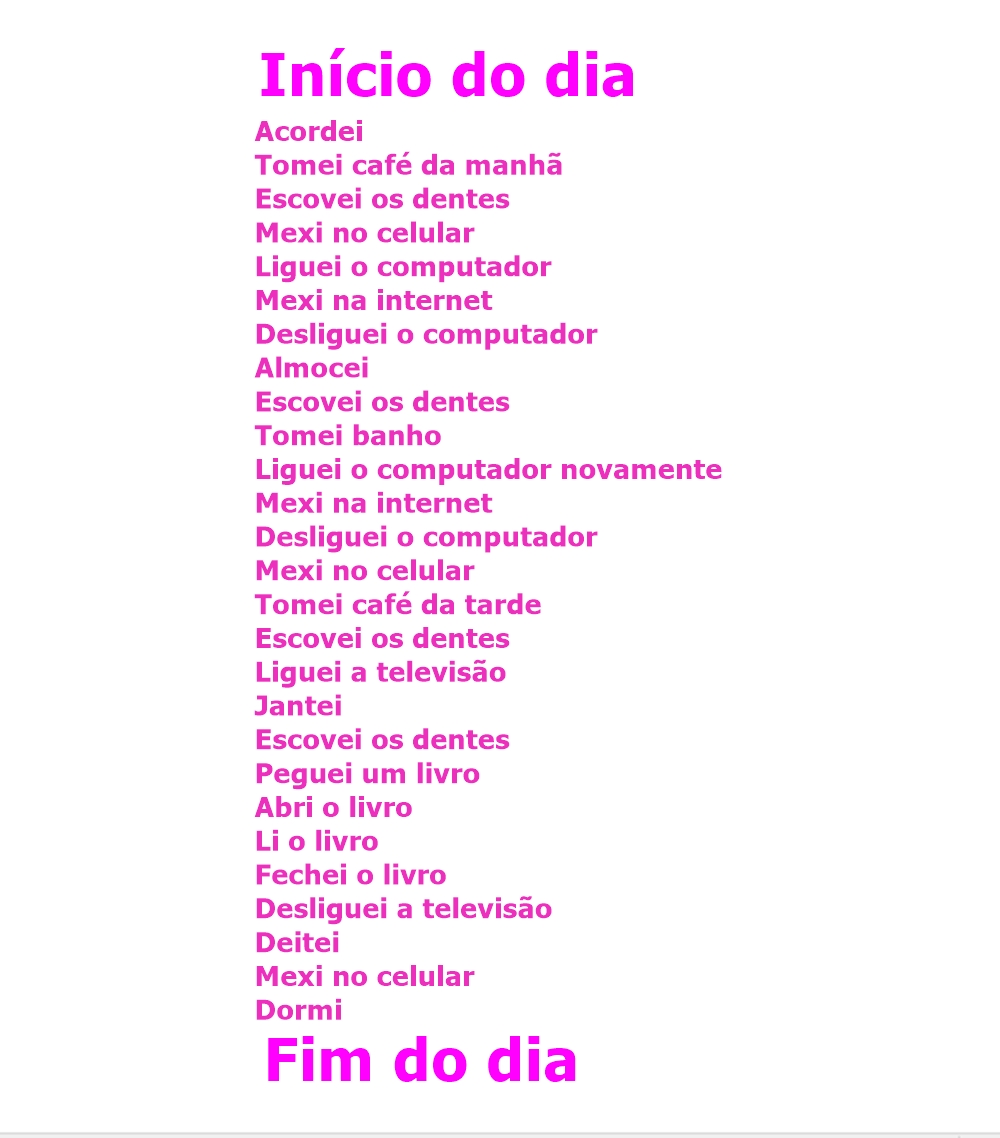 Início do dia
Acordei
Tomei café da manhã
Escovei os dentes
Mexi no celular
Liguei o computador
Mexi na internet
Desliguei o computador
Almocei
Escovei os dentes
Tomei banho
Liguei o computador novamente
Mexi na internet
Desliguei o computador
Mexi no celular
Tomei café da tarde
Escovei os dentes
Liguei a televisão
Jantei
Escovei os dentes
Peguei um livro
Abri o livro
Li o livro
Fechei o livro
Desliguei a televisão
Deitei
Mexi no celular
Dormi
Fim do dia